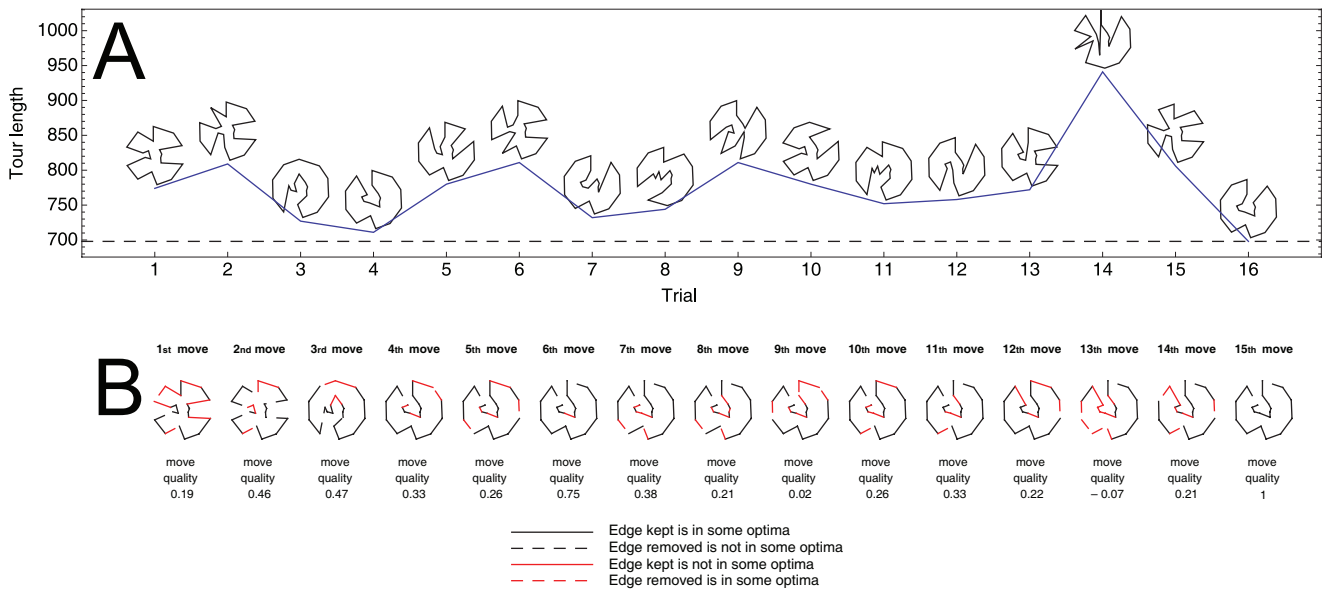 A
Tour length
1000
950
900
850
800
750
700
1 2 3 4 5 6 7 8 9 10 11 12 13 14 15 16
Trial
B
1st move 2nd move 3rd move 4th move 5th move 6th move 7th move 8th move 9th move 10th move 11th move 12th move 13th move 14th move 15th move
move move move move move move move move move move move move move move move
quality quality quality quality quality quality quality quality quality quality quality quality quality quality quality
0.19 0.46 0.47 0.33 0.26 0.75 0.38 0.21 0.02 0.26 0.33 0.22 – 0.07 0.21 1
Edge kept is in some optima
Edge removed is not in some optima
Edge kept is not in some optima
Edge removed is in some optima